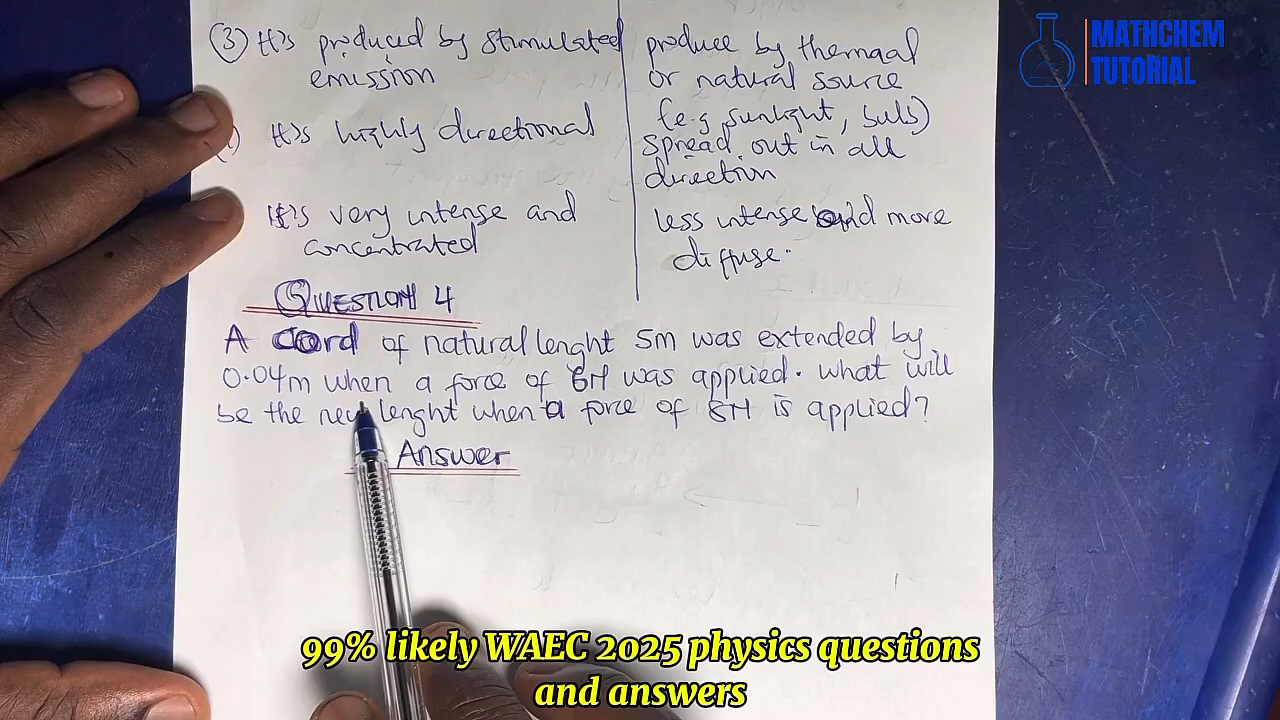 MATHCHEM
TUTORIAL
(3) It's produced by stimulated
emission
produce by thermaal
or natural source
(e.g sunlight, bulb)
It's highly directional
spread out in all
direction
It's very intense and
concentrated
less intense and more
diffuse.
QUESTION 4
A Cord of natural lenght 5m was extended by
0.04m when a force of 6N was applied. what will
be the new lenght when a force of 8N is applied?
Answer
99% likely WAEC 2025 physics questions
and answers